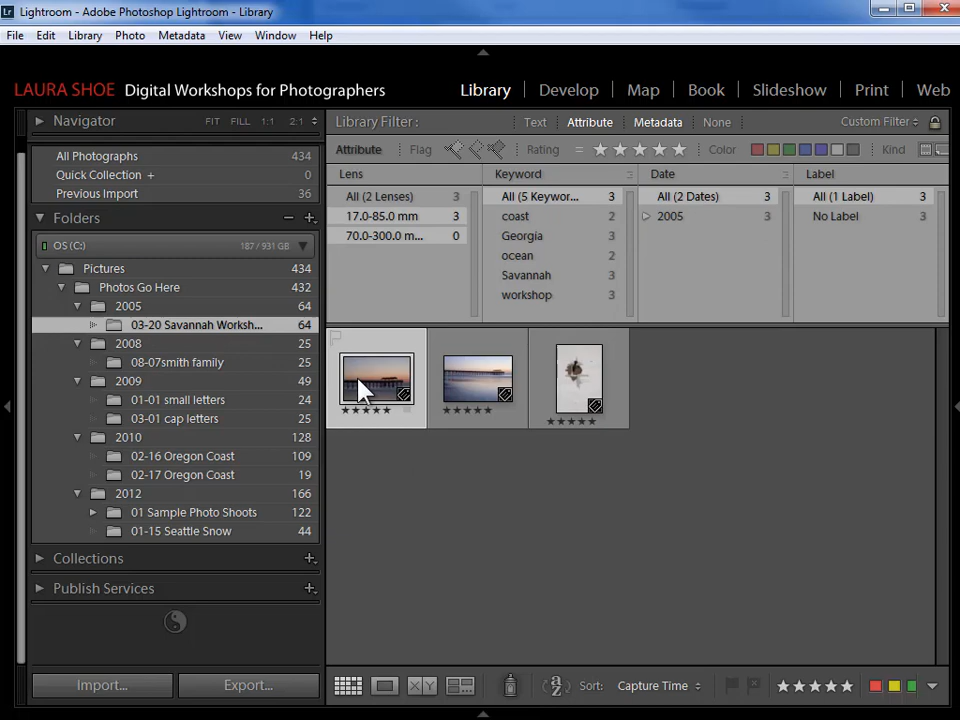 Lr Lightroom - Adobe Photoshop Lightroom - Library
File Edit Library Photo Metadata View Window Help
LAURA SHOE Digital Workshops for Photographers Library Develop Map Book Slideshow Print Web
Navigator FIT FILL 1:1 2:1
All Photographs 434
Quick Collection + 0
Previous Import 36
Folders
OS (C:) 187 / 931 GB
Pictures 434
Photos Go Here 432
2005 64
03-20 Savannah Worksh... 64
2008 25
08-07smith family 25
2009 49
01-01 small letters 24
03-01 cap letters 25
2010 128
02-16 Oregon Coast 109
02-17 Oregon Coast 19
2012 166
01 Sample Photo Shoots 122
01-15 Seattle Snow 44
Collections
Publish Services
Import... Export...
Library Filter: Text Attribute Metadata None Custom Filter
Attribute Flag Rating = Color Kind
Lens Keyword Date Label
All (2 Lenses) 3 All (5 Keywor... 3 All (2 Dates) 3 All (1 Label) 3
17.0-85.0 mm 3 coast 2 2005 3 No Label 3
70.0-300.0 m... 0 Georgia 3
ocean 2
Savannah 3
workshop 3
XY Sort: Capture Time